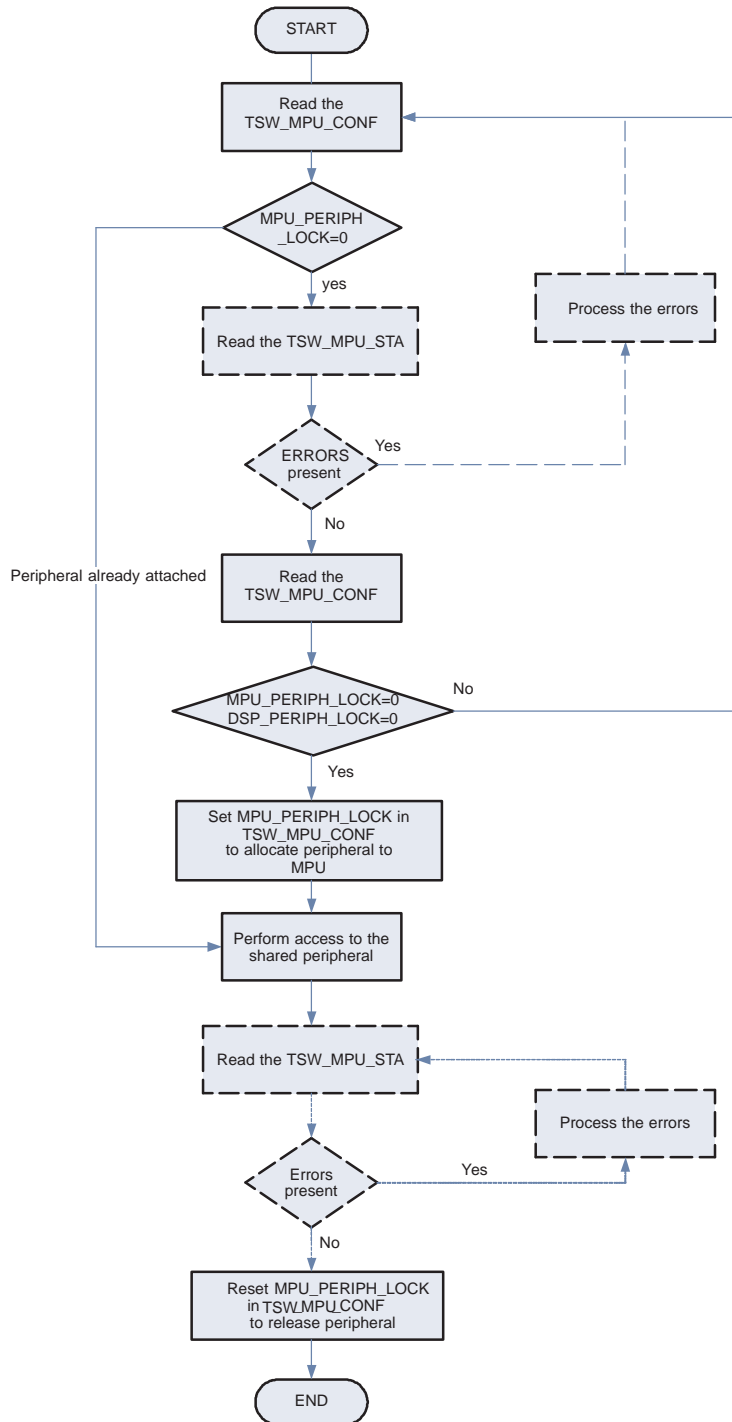 START
Read the
TSW_MPU_CONF
MPU_PERIPH
_LOCK=0
yes
Process the errors
Read the TSW_MPU_STA
ERRORS
present
Yes
No
Peripheral already attached
Read the
TSW_MPU_CONF
MPU_PERIPH_LOCK=0
DSP_PERIPH_LOCK=0
No
Yes
Set MPU_PERIPH_LOCK in
TSW_MPU_CONF
to allocate peripheral to
MPU
Perform access to the
shared peripheral
Read the TSW_MPU_STA
Process the errors
Errors
present
Yes
No
Reset MPU_PERIPH_LOCK
in TSW_MPU_CONF
to release peripheral
END